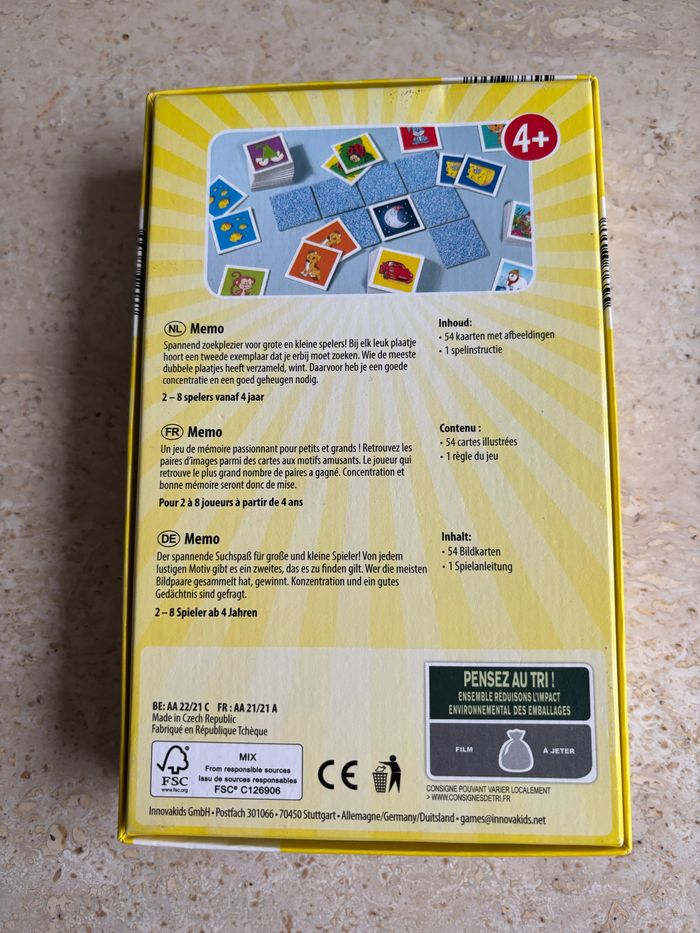 4+
NL Memo
Spannend zoekplezier voor grote en kleine spelers! Bij elk leuk plaatje
hoort een tweede exemplaar dat je erbij moet zoeken. Wie de meeste
dubbele plaatjes heeft verzameld, wint. Daarvoor heb je een goede
concentratie en een goed geheugen nodig.
2 – 8 spelers vanaf 4 jaar
Inhoud:
• 54 kaarten met afbeeldingen
• 1 spelinstructie
FR Memo
Un jeu de mémoire passionnant pour petits et grands ! Retrouvez les
paires d'images parmi des cartes aux motifs amusants. Le joueur qui
retrouve le plus grand nombre de paires a gagné. Concentration et
bonne mémoire seront donc de mise.
Pour 2 à 8 joueurs à partir de 4 ans
Contenu :
• 54 cartes illustrées
• 1 règle du jeu
DE Memo
Der spannende Suchspaß für große und kleine Spieler! Von jedem
lustigen Motiv gibt es ein zweites, das es zu finden gilt. Wer die meisten
Bildpaare gesammelt hat, gewinnt. Konzentration und ein gutes
Gedächtnis sind gefragt.
2 – 8 Spieler ab 4 Jahren
Inhalt:
• 54 Bildkarten
• 1 Spielanleitung
BE: AA 22/21 C FR : AA 21/21 A
Made in Czech Republic
Fabriqué en République Tchèque
FSC
www.fsc.org
MIX
From responsible sources
Issu de sources responsables
FSC® C126906
CE
PENSEZ AU TRI !
ENSEMBLE RÉDUISONS L'IMPACT
ENVIRONNEMENTAL DES EMBALLAGES
FILM
À JETER
CONSIGNE POUVANT VARIER LOCALEMENT
> WWW.CONSIGNESDETRI.FR
Innovakids GmbH • Postfach 301066 • 70450 Stuttgart • Allemagne/Germany/Duitsland • games@innovakids.net